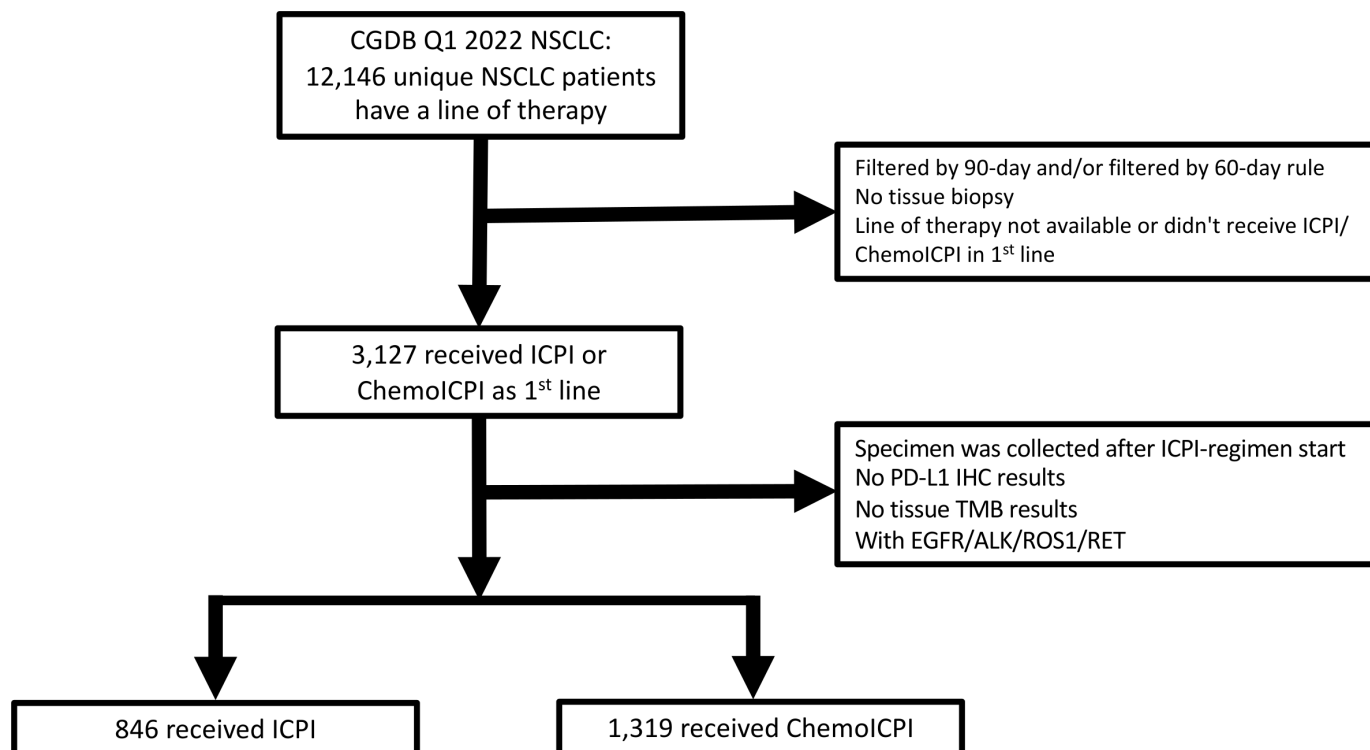 CGDB Q1 2022 NSCLC:
12,146 unique NSCLC patients
have a line of therapy
Filtered by 90-day and/or filtered by 60-day rule
No tissue biopsy
Line of therapy not available or didn't receive ICPI/
ChemoICPI in 1st line
3,127 received ICPI or
ChemoICPI as 1st line
Specimen was collected after ICPI-regimen start
No PD-L1 IHC results
No tissue TMB results
With EGFR/ALK/ROS1/RET
846 received ICPI
1,319 received ChemoICPI